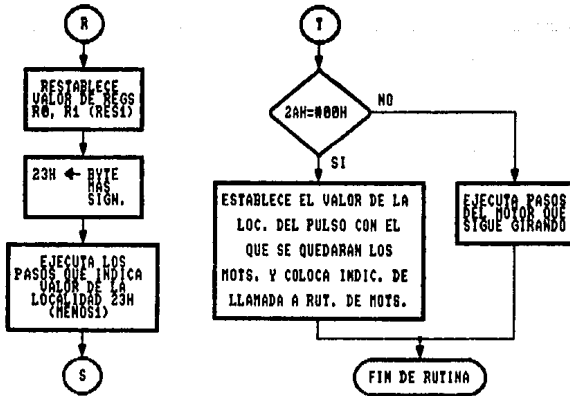 R
RESTABLECE
VALOR DE REGS
R0, R1 (RES1)
23H ← BYTE
MAS
SIGN.
EJECUTA LOS
PASOS QUE INDICA
VALOR DE LA
LOCALIDAD 23H
(MENOS1)
S
T
2AH=#00H
NO
SI
ESTABLECE EL VALOR DE LA
LOC. DEL PULSO CON EL
QUE SE QUEDARAN LOS
MOTS. Y COLOCA INDIC. DE
LLAMADA A RUT. DE MOTS.
EJECUTA PASOS
DEL MOTOR QUE
SIGUE GIRANDO
FIN DE RUTINA